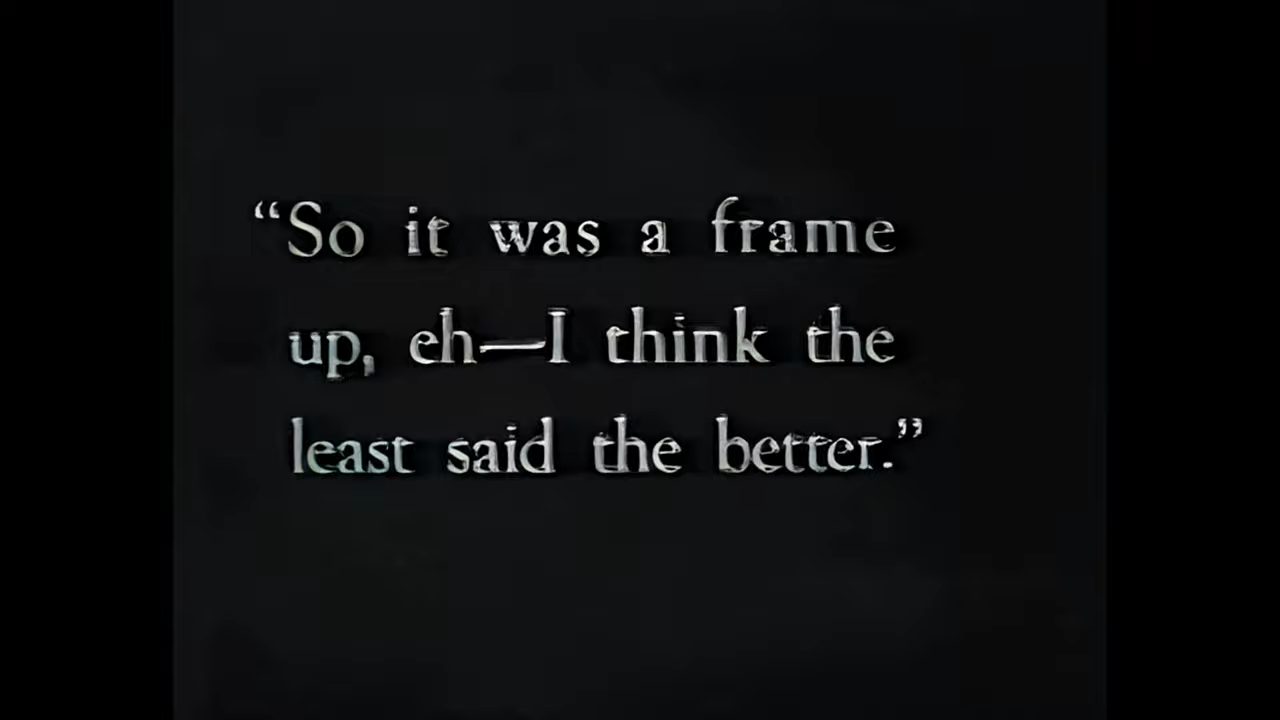 “So it was a frame
up, eh—I think the
least said the better.”